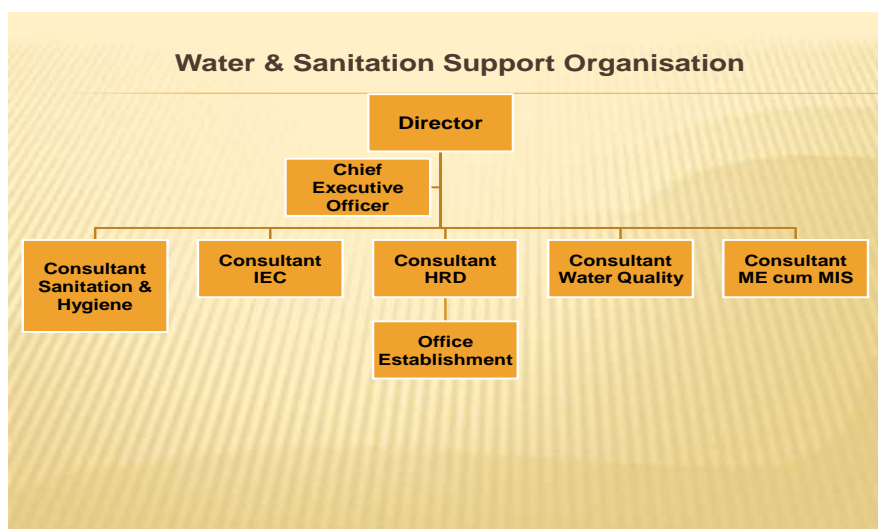 Water & Sanitation Support Organisation
Director
Chief
Executive
Officer
Consultant
Sanitation &
Hygiene
Consultant
IEC
Consultant
HRD
Consultant
Water Quality
Consultant
ME cum MIS
Office
Establishment